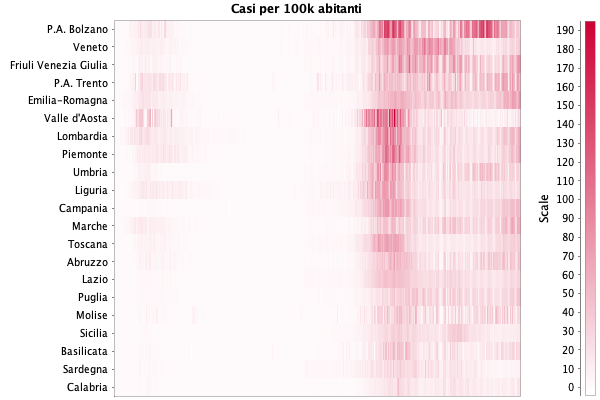 Casi per 100k abitanti
P.A. Bolzano
Veneto
Friuli Venezia Giulia
P.A. Trento
Emilia-Romagna
Valle d'Aosta
Lombardia
Piemonte
Umbria
Liguria
Campania
Marche
Toscana
Abruzzo
Lazio
Puglia
Molise
Sicilia
Basilicata
Sardegna
Calabria
Scale
190
180
170
160
150
140
130
120
110
100
90
80
70
60
50
40
30
20
10
0